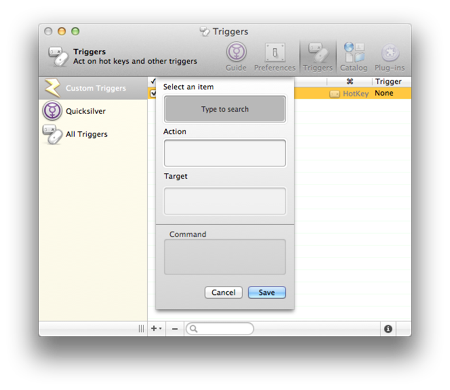 Triggers
Triggers
Act on hot keys and other triggers
Guide Preferences Triggers Catalog Plug-ins
Custom Triggers
Quicksilver
All Triggers
⌘ Trigger
HotKey None
Select an item
Type to search
Action
Target
Command
Cancel Save